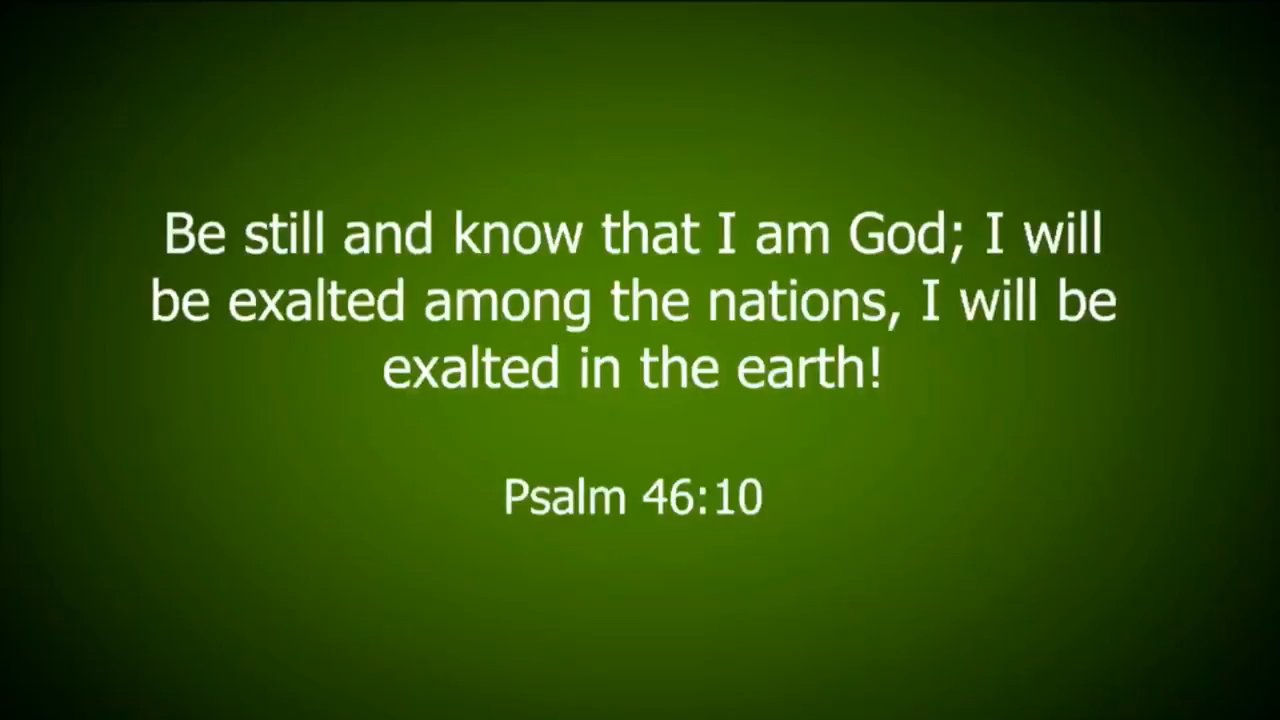 Be still and know that I am God; I will
be exalted among the nations, I will be
exalted in the earth!
Psalm 46:10